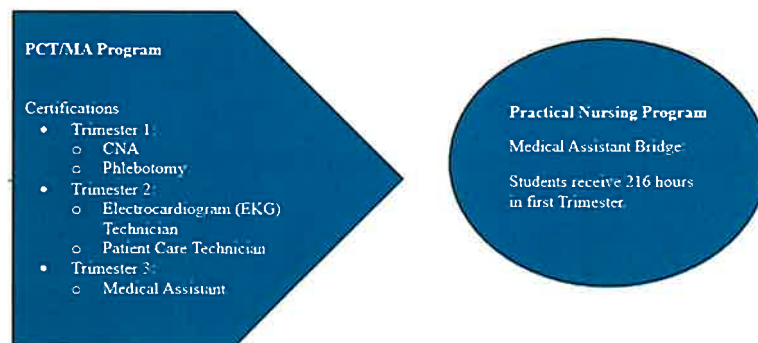 PCT/MA Program
Certifications
• Trimester 1:
o CNA
o Phlebotomy
• Trimester 2:
o Electrocardiogram (EKG)
Technician
o Patient Care Technician
• Trimester 3:
o Medical Assistant
Practical Nursing Program
Medical Assistant Bridge
Students receive 216 hours
in first Trimester